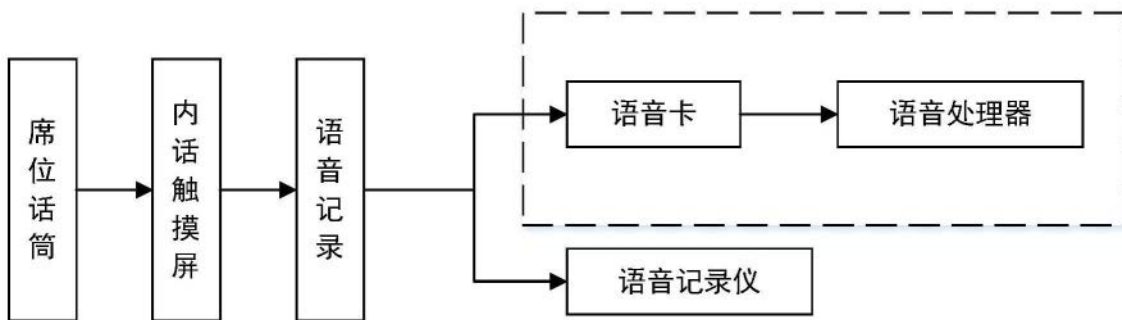 席位话筒
内话触摸屏
语音记录
语音卡
语音处理器
语音记录仪